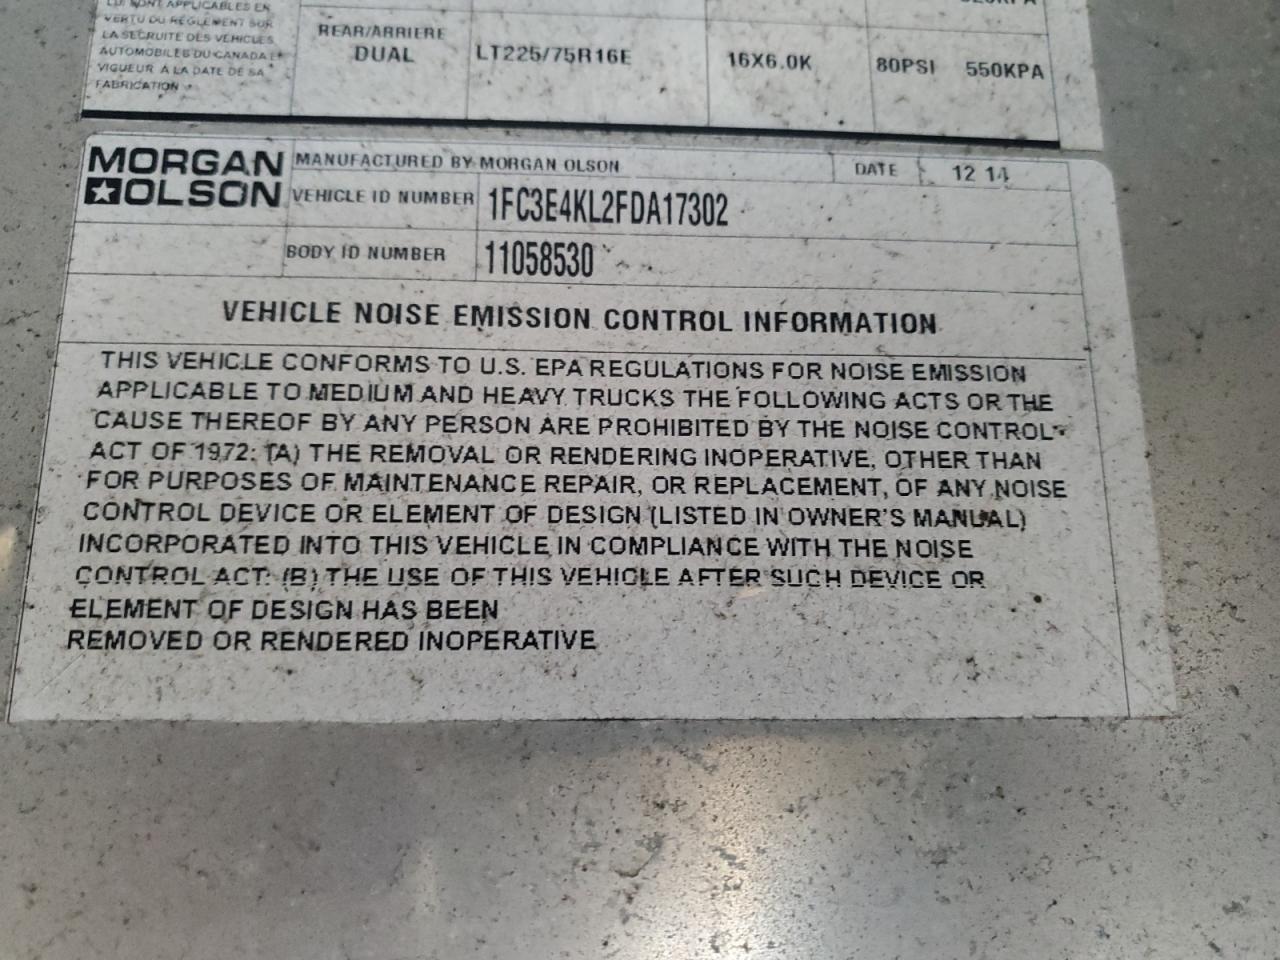 APPLICABLES EN
VERTU DU RÉGLEMENT SUR
LA SÉCRUITÉ DES VÉHICLES
AUTOMOBILES DU CANADA
VIGUEUR À LA DATE DE SA
FABRICATION
REAR/ARRIERE
DUAL
LT225/75R16E
16X6.0K
80PSI 550KPA
MORGAN
OLSON
MANUFACTURED BY MORGAN OLSON
DATE 12 14
VEHICLE ID NUMBER 1FC3E4KL2FDA17302
BODY ID NUMBER 11058530
VEHICLE NOISE EMISSION CONTROL INFORMATION
THIS VEHICLE CONFORMS TO U.S. EPA REGULATIONS FOR NOISE EMISSION
APPLICABLE TO MEDIUM AND HEAVY TRUCKS THE FOLLOWING ACTS OR THE
CAUSE THEREOF BY ANY PERSON ARE PROHIBITED BY THE NOISE CONTROL
ACT OF 1972: (A) THE REMOVAL OR RENDERING INOPERATIVE, OTHER THAN
FOR PURPOSES OF MAINTENANCE REPAIR, OR REPLACEMENT, OF ANY NOISE
CONTROL DEVICE OR ELEMENT OF DESIGN (LISTED IN OWNER'S MANUAL)
INCORPORATED INTO THIS VEHICLE IN COMPLIANCE WITH THE NOISE
CONTROL ACT: (B) THE USE OF THIS VEHICLE AFTER SUCH DEVICE OR
ELEMENT OF DESIGN HAS BEEN
REMOVED OR RENDERED INOPERATIVE